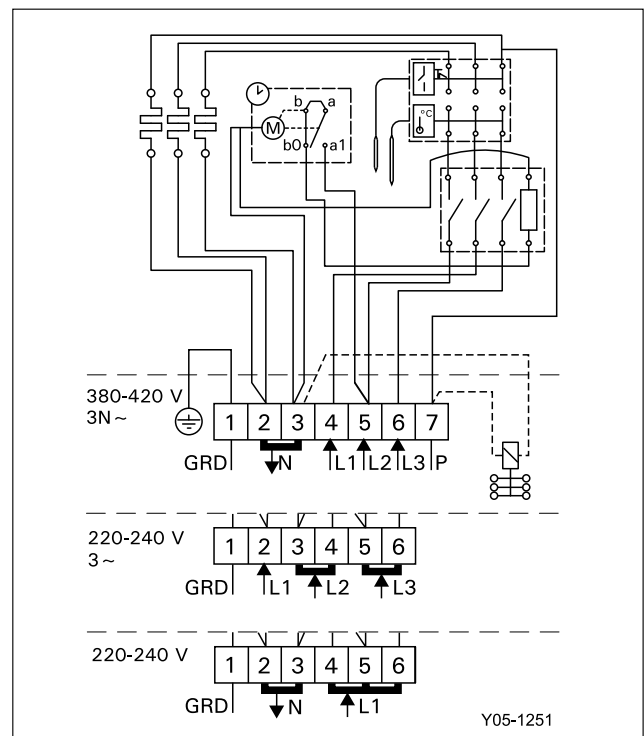 b a
M
°C
b0 a1
380-420 V
3N~
1 2 3 4 5 6 7
GRD N L1 L2 L3 P
220-240 V
3~
1 2 3 4 5 6
GRD L1 L2 L3
220-240 V
1 2 3 4 5 6
GRD N L1
Y05-1251